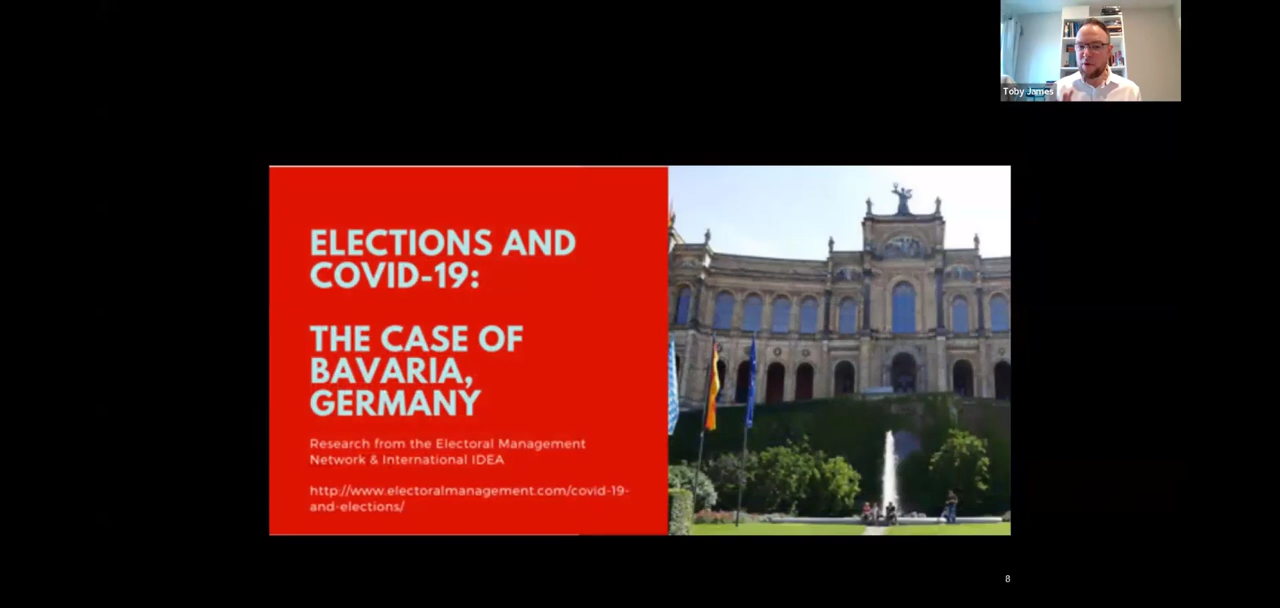 Toby James
ELECTIONS AND
COVID-19:
THE CASE OF
BAVARIA,
GERMANY
Research from the Electoral Management
Network & International IDEA
http://www.electoralmanagement.com/covid-19-
and-elections/
8